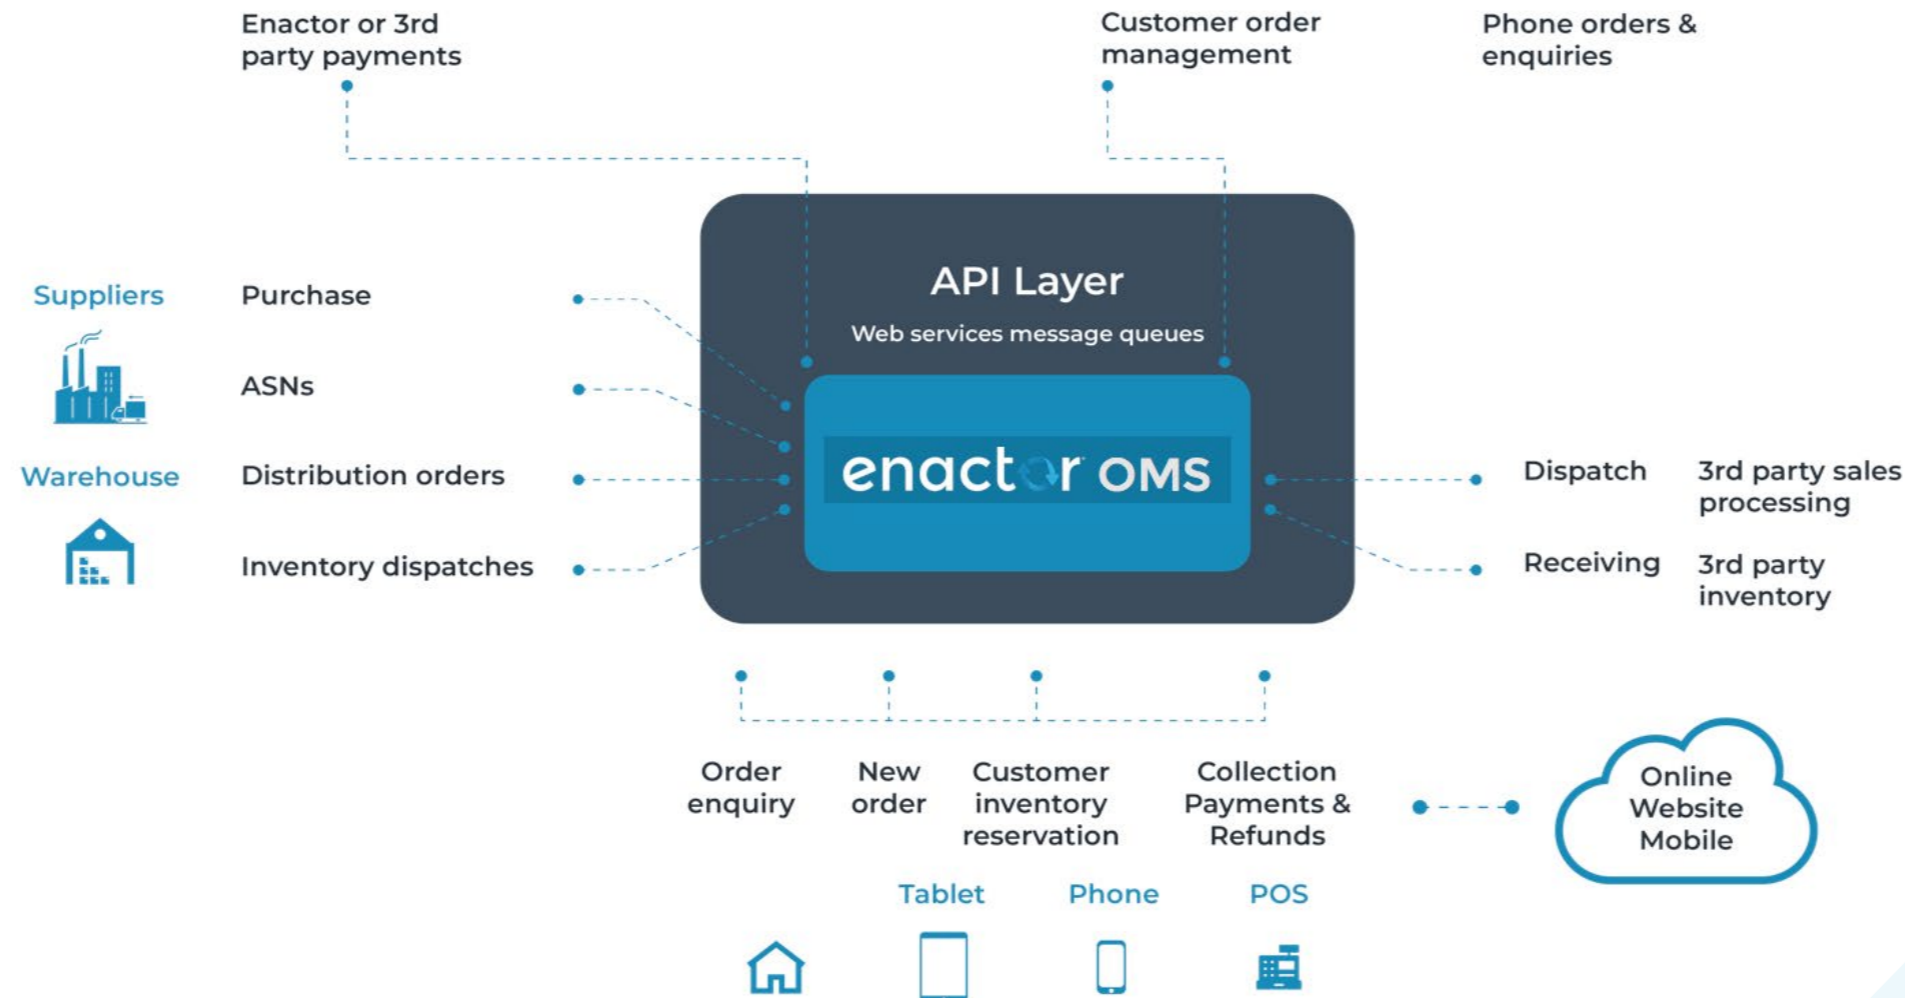 Enactor or 3rd
party payments
Customer order
management
Phone orders &
enquiries
API Layer
Web services message queues
Suppliers
Purchase
ASNs
Warehouse
Distribution orders
Inventory dispatches
enactor OMS
Dispatch
3rd party sales
processing
Receiving
3rd party
inventory
Order
enquiry
New
order
Customer
inventory
reservation
Collection
Payments &
Refunds
Online
Website
Mobile
Tablet
Phone
POS